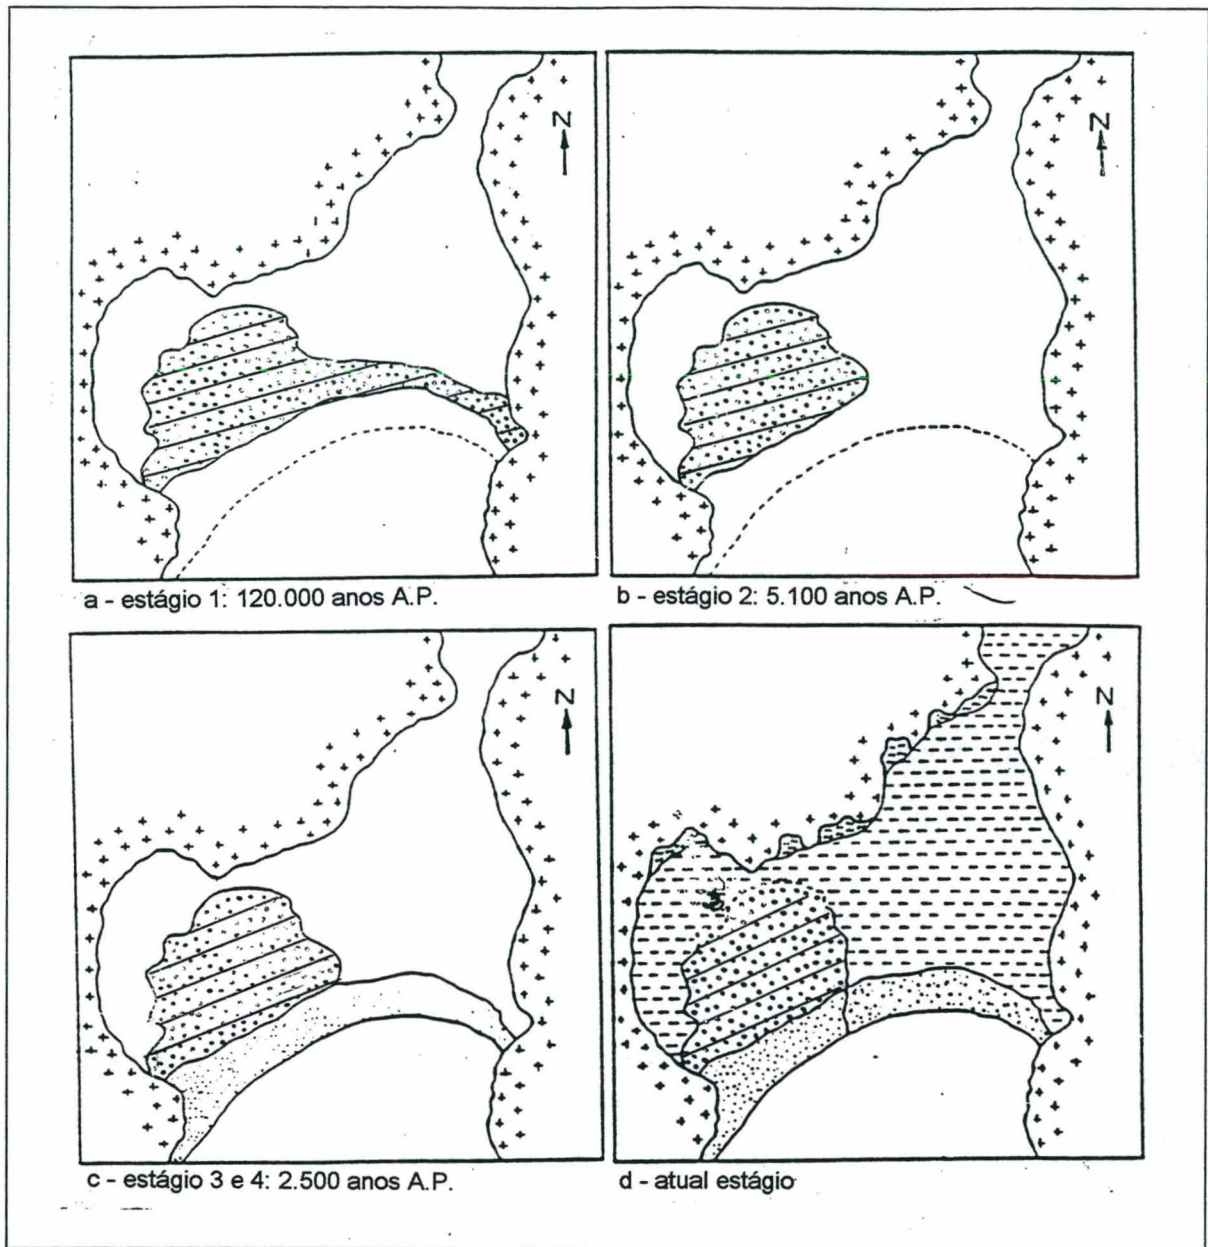 N
N
a - estágio 1: 120.000 anos A.P.
b - estágio 2: 5.100 anos A.P.
N
N
c - estágio 3 e 4: 2.500 anos A.P.
d - atual estágio